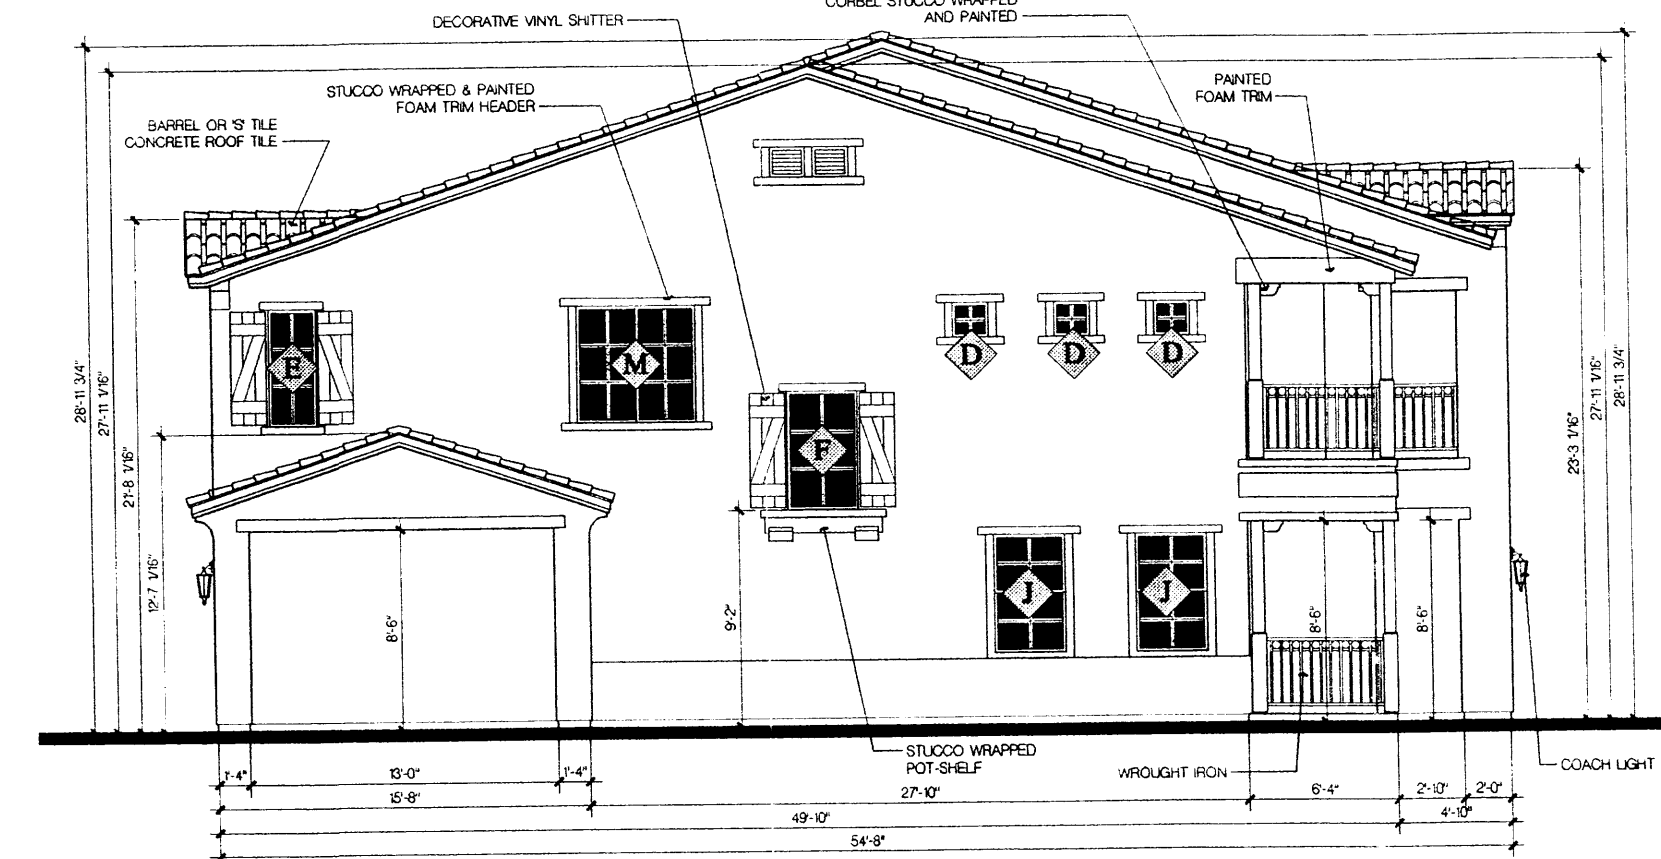 DECORATIVE VINYL SHITTER
CORBEL STUCCO WRAPPED
AND PAINTED
STUCCO WRAPPED & PAINTED
FOAM TRIM HEADER
PAINTED
FOAM TRIM
BARREL OR 'S' TILE
CONCRETE ROOF TILE
28'-11 3/4"
27'-11 1/16"
21'-8 1/16"
12'-7 1/16"
E
M
F
D
D
D
J
J
23'-3 1/16"
27'-11 1/16"
28'-11 3/4"
8'-6"
9'-2"
8'-6"
8'-6"
STUCCO WRAPPED
POT-SHELF
WROUGHT IRON
COACH LIGHT
1'-4"
13'-0"
1'-4"
15'-8"
27'-10"
6'-4"
2'-10"
2'-0"
49'-10"
4'-10"
54'-8"